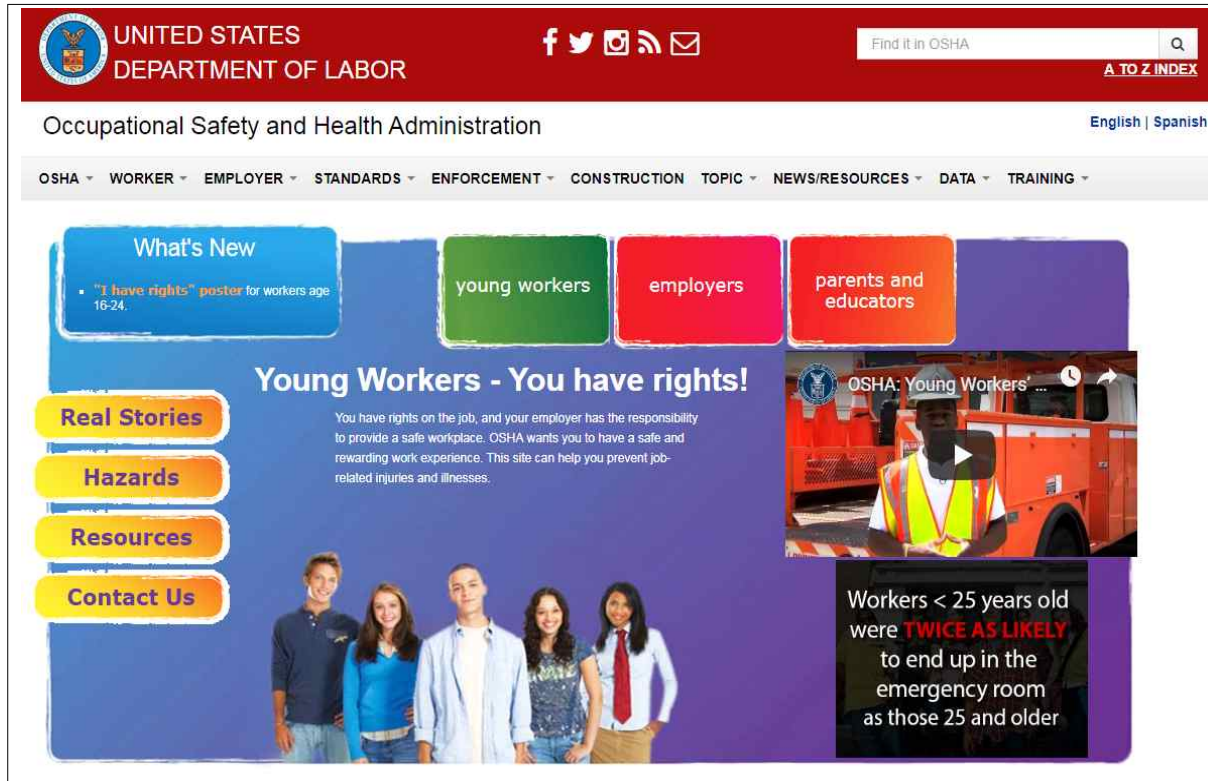 UNITED STATES
DEPARTMENT OF LABOR
Find it in OSHA
A TO Z INDEX
Occupational Safety and Health Administration
English | Spanish
OSHA WORKER EMPLOYER STANDARDS ENFORCEMENT CONSTRUCTION TOPIC NEWS/RESOURCES DATA TRAINING
What's New
"I have rights" poster for workers age
16-24.
young workers
employers
parents and
educators
Young Workers - You have rights!
You have rights on the job, and your employer has the responsibility
to provide a safe workplace. OSHA wants you to have a safe and
rewarding work experience. This site can help you prevent job-
related injuries and illnesses.
Real Stories
Hazards
Resources
Contact Us
OSHA: Young Workers' ...
Workers < 25 years old
were TWICE AS LIKELY
to end up in the
emergency room
as those 25 and older